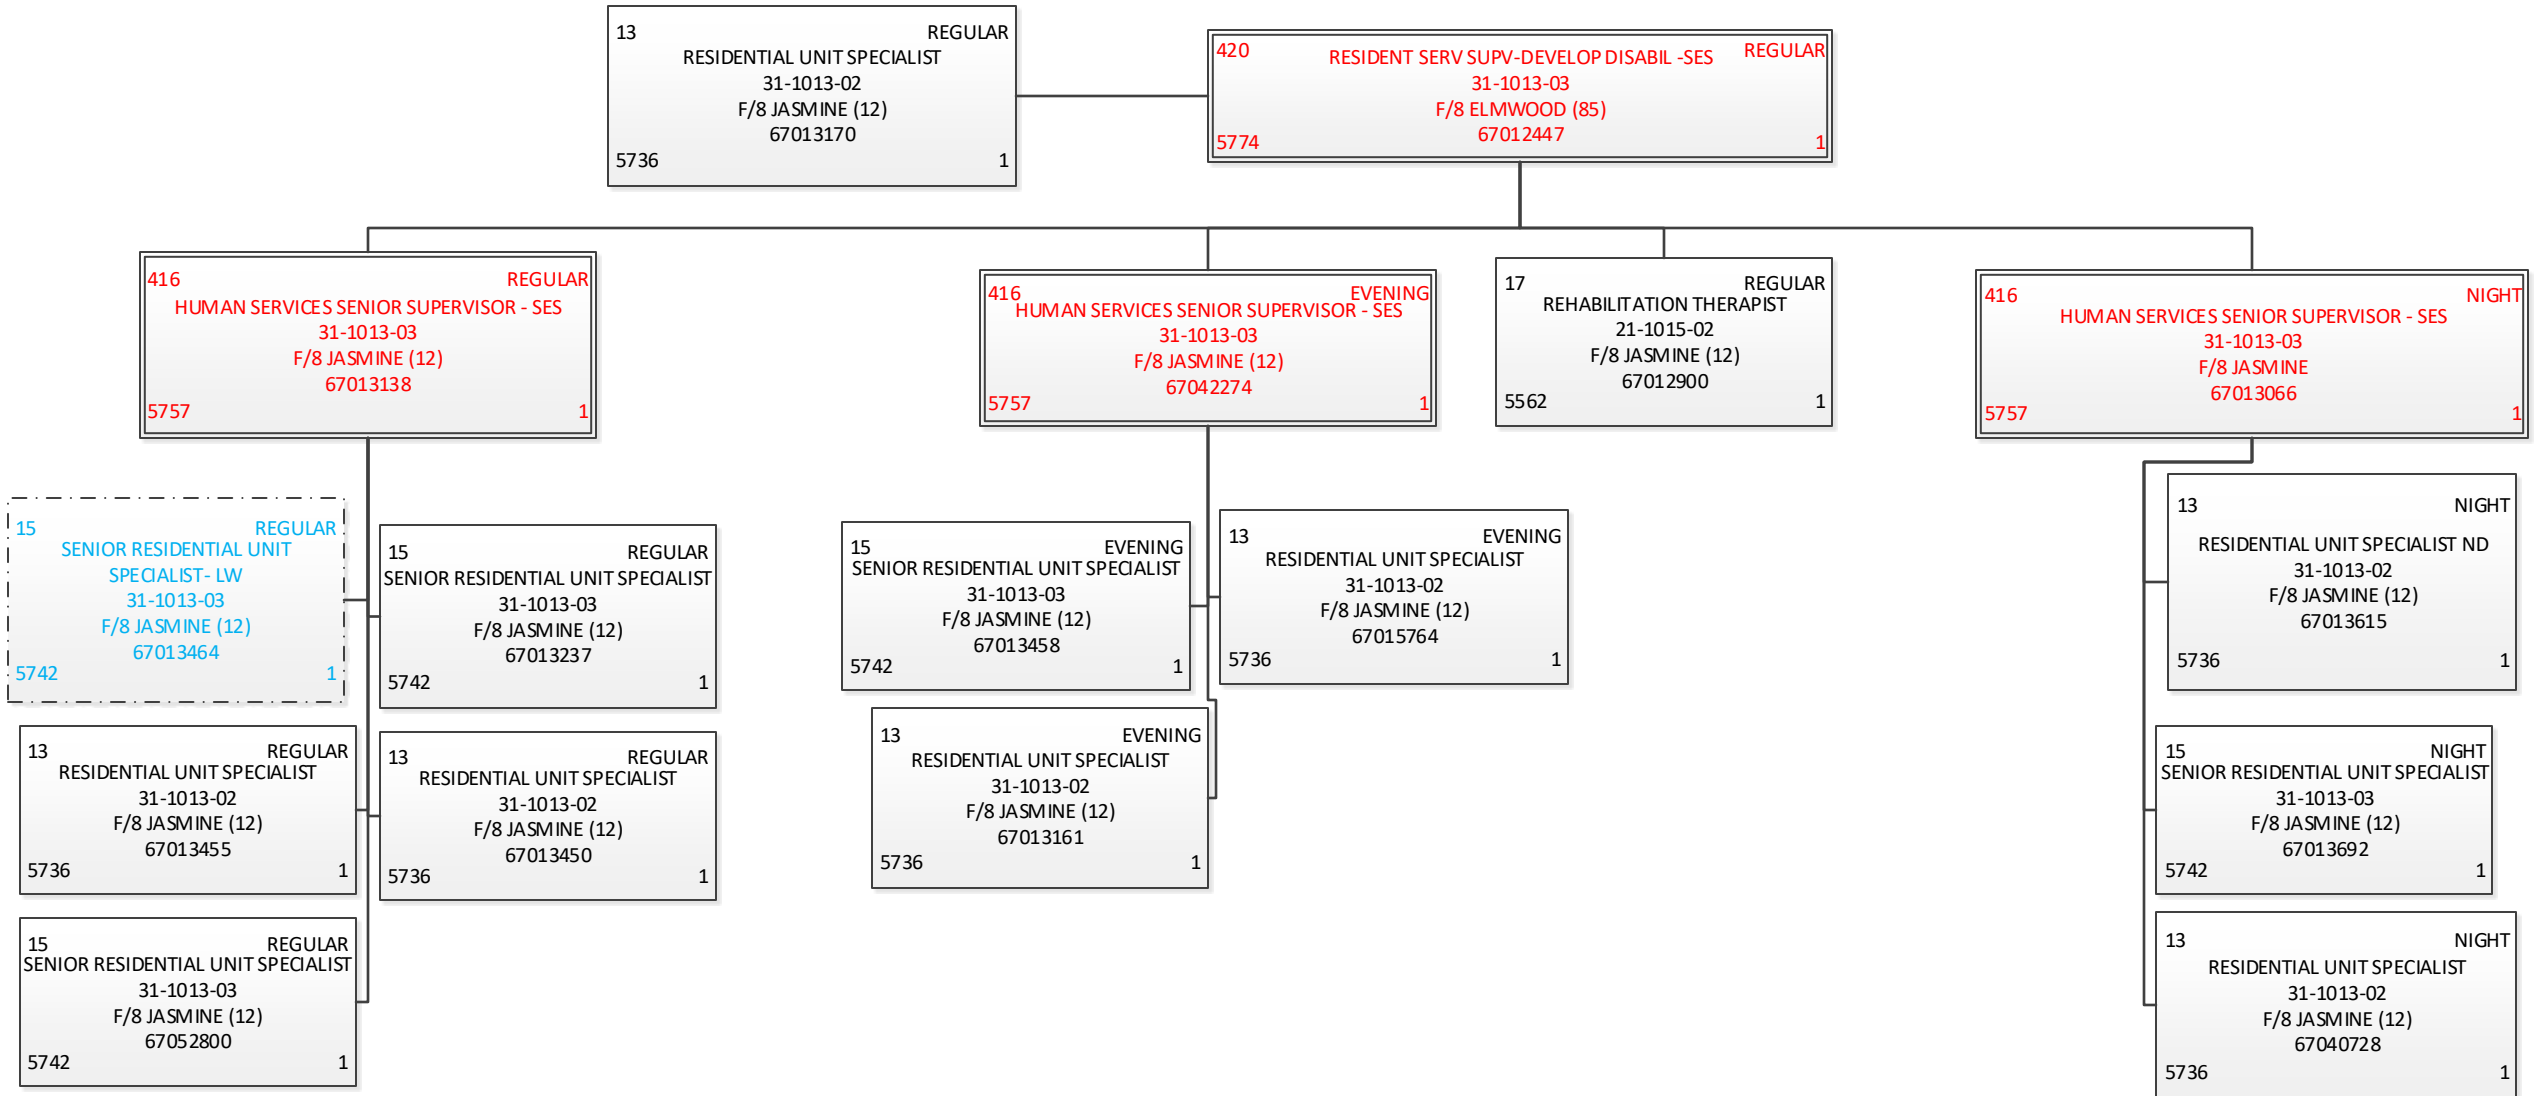 13 REGULAR
RESIDENTIAL UNIT SPECIALIST
31-1013-02
F/8 JASMINE (12)
67013170
5736 1
420 RESIDENT SERV SUPV-DEVELOP DISABIL -SES REGULAR
31-1013-03
F/8 ELMWOOD (85)
67012447
5774 1
416 REGULAR
HUMAN SERVICES SENIOR SUPERVISOR - SES
31-1013-03
F/8 JASMINE (12)
67013138
5757 1
416 EVENING
HUMAN SERVICES SENIOR SUPERVISOR - SES
31-1013-03
F/8 JASMINE (12)
67042274
5757 1
17 REGULAR
REHABILITATION THERAPIST
21-1015-02
F/8 JASMINE (12)
67012900
5562 1
416 NIGHT
HUMAN SERVICES SENIOR SUPERVISOR - SES
31-1013-03
F/8 JASMINE
67013066
5757 1
15 REGULAR
SENIOR RESIDENTIAL UNIT
SPECIALIST- LW
31-1013-03
F/8 JASMINE (12)
67013464
5742 1
15 REGULAR
SENIOR RESIDENTIAL UNIT SPECIALIST
31-1013-03
F/8 JASMINE (12)
67013237
5742 1
13 REGULAR
RESIDENTIAL UNIT SPECIALIST
31-1013-02
F/8 JASMINE (12)
67013455
5736 1
13 REGULAR
RESIDENTIAL UNIT SPECIALIST
31-1013-02
F/8 JASMINE (12)
67013450
5736 1
15 REGULAR
SENIOR RESIDENTIAL UNIT SPECIALIST
31-1013-03
F/8 JASMINE (12)
67052800
5742 1
15 EVENING
SENIOR RESIDENTIAL UNIT SPECIALIST
31-1013-03
F/8 JASMINE (12)
67013458
5742 1
13 EVENING
RESIDENTIAL UNIT SPECIALIST
31-1013-02
F/8 JASMINE (12)
67015764
5736 1
13 EVENING
RESIDENTIAL UNIT SPECIALIST
31-1013-02
F/8 JASMINE (12)
67013161
5736 1
13 NIGHT
RESIDENTIAL UNIT SPECIALIST ND
31-1013-02
F/8 JASMINE (12)
67013615
5736 1
15 NIGHT
SENIOR RESIDENTIAL UNIT SPECIALIST
31-1013-03
F/8 JASMINE (12)
67013692
5742 1
13 NIGHT
RESIDENTIAL UNIT SPECIALIST
31-1013-02
F/8 JASMINE (12)
67040728
5736 1